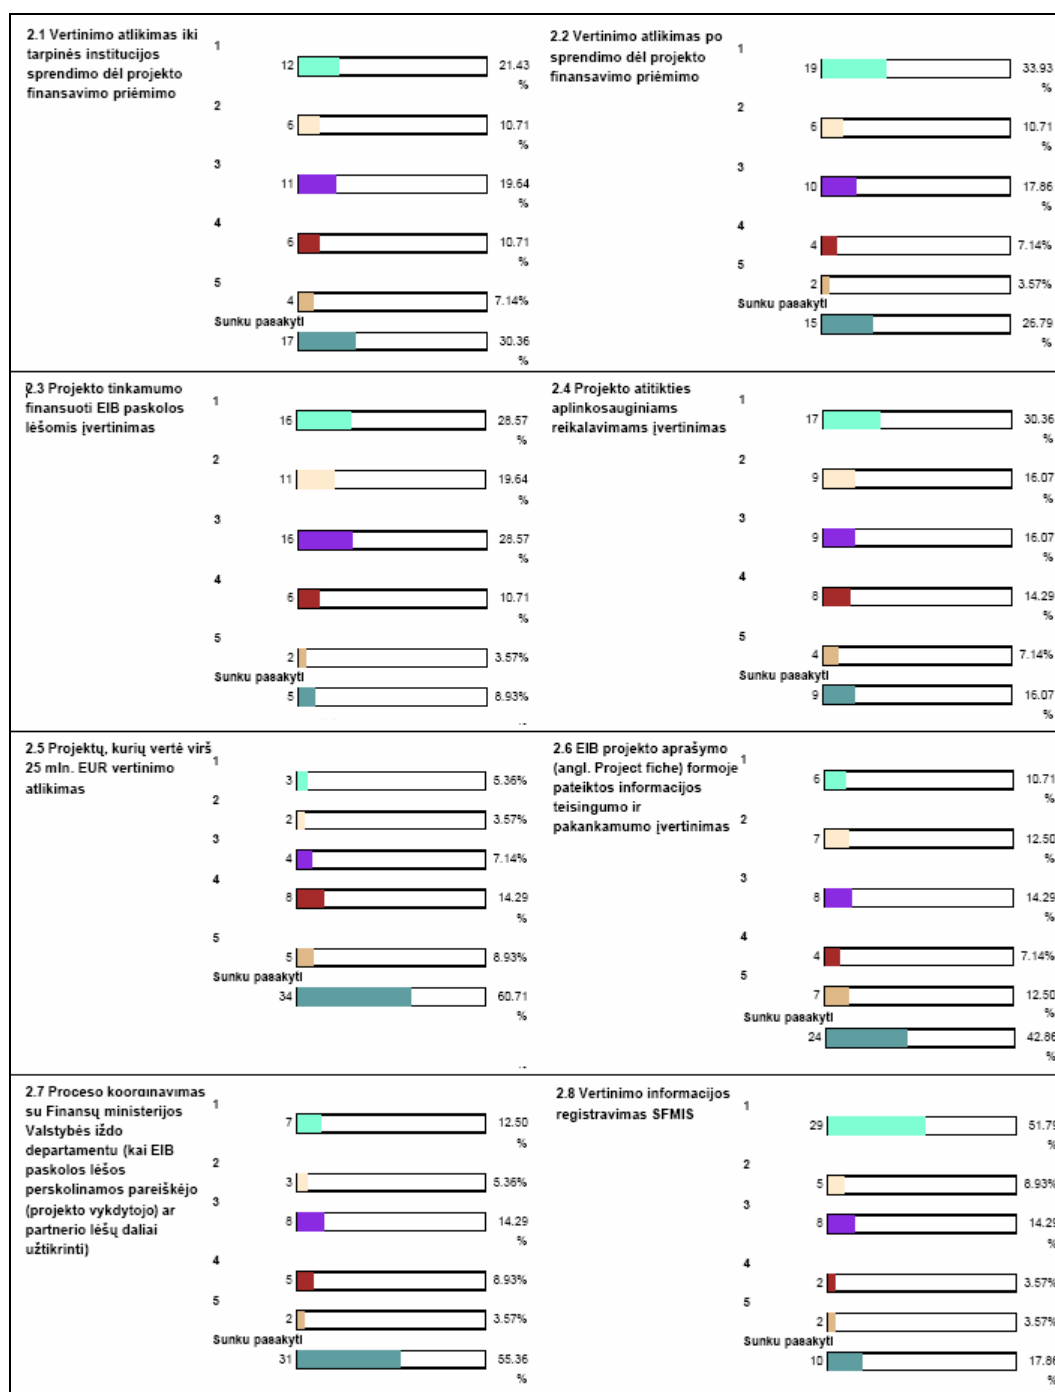 2.1 Vertinimo atlikimas iki
tarpinės institucijos
sprendimo dėl projekto
finansavimo priėmimo
1
12 21.43
%
2
6 10.71
%
3
11 19.64
%
4
6 10.71
%
5
4 7.14%
Sunku pasakyti
17 30.36
%
2.2 Vertinimo atlikimas po
sprendimo dėl projekto
finansavimo priėmimo
1
19 33.93
%
2
6 10.71
%
3
10 17.86
%
4
4 7.14%
5
2 3.57%
Sunku pasakyti
15 26.79
%
2.3 Projekto tinkamumo
finansuoti EIB paskolos
lėšomis įvertinimas
1
16 28.57
%
2
11 19.64
%
3
16 28.57
%
4
6 10.71
%
5
2 3.57%
Sunku pasakyti
5 8.93%
2.4 Projekto atitikties
aplinkosauginiams
reikalavimams įvertinimas
1
17 30.36
%
2
9 16.07
%
3
9 16.07
%
4
8 14.29
%
5
4 7.14%
Sunku pasakyti
9 16.07
%
2.5 Projektų, kurių vertė virš
25 mln. EUR vertinimo
atlikimas
1
3 5.36%
2
2 3.57%
3
4 7.14%
4
8 14.29
%
5
5 8.93%
Sunku pasakyti
34 60.71
%
2.6 EIB projekto aprašymo
(angl. Project fiche) formoje
pateiktos informacijos
teisingumo ir
pakankamumo įvertinimas
1
6 10.71
%
2
7 12.50
%
3
8 14.29
%
4
4 7.14%
5
7 12.50
%
Sunku pasakyti
24 42.86
%
2.7 Proceso koordinavimas
su Finansų ministerijos
Valstybės iždo
departamentu (kai EIB
paskolos lėšos
perskolinamos pareiškėjo
(projekto vykdytojo) ar
partnerio lėšų daliai
užtikrinti)
1
7 12.50
%
2
3 5.36%
3
8 14.29
%
4
5 8.93%
5
2 3.57%
Sunku pasakyti
31 55.36
%
2.8 Vertinimo informacijos
registravimas SFMIS
1
29 51.79
%
2
5 8.93%
3
8 14.29
%
4
2 3.57%
5
2 3.57%
Sunku pasakyti
10 17.86
%